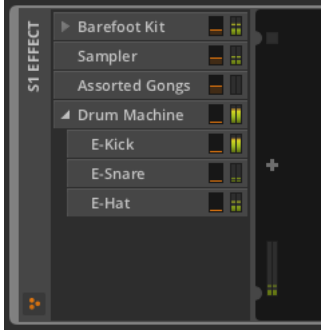 S1 EFFECT
Barefoot Kit
Sampler
Assorted Gongs
Drum Machine
E-Kick
E-Snare
E-Hat